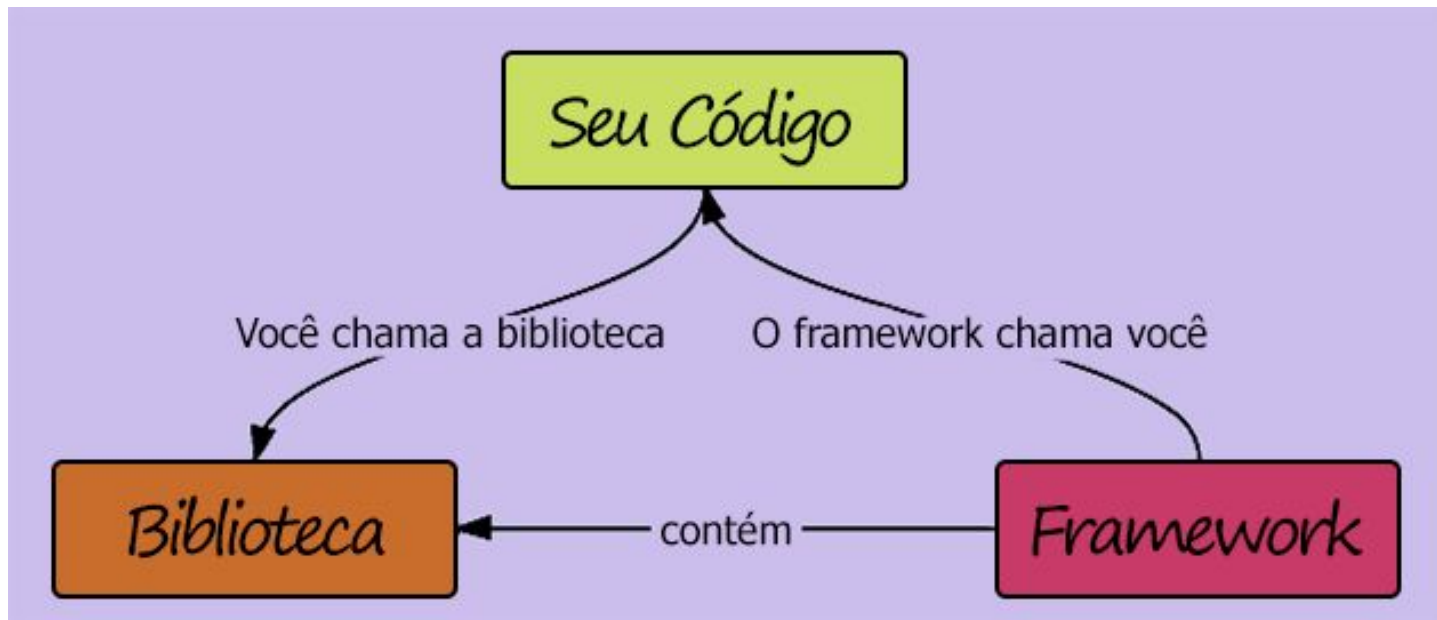 Seu Código
Você chama a biblioteca
O framework chama você
Biblioteca
contém
Framework